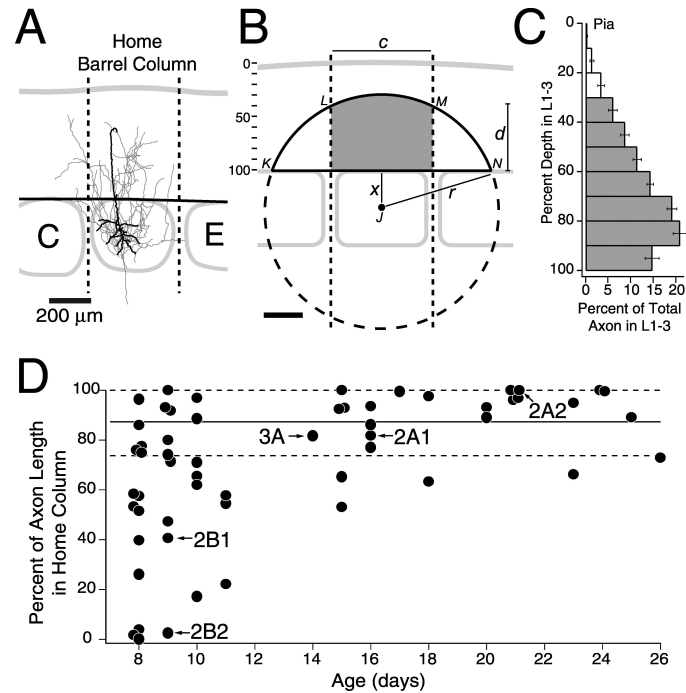 A
Home
Barrel Column
C
E
200 µm
B
c
0
50
100
L
M
d
K
N
x
r
J
C
Pia
0
20
40
60
80
100
Percent Depth in L1-3
0 5 10 15 20
Percent of Total
Axon in L1-3
D
100
80
60
40
20
0
Percent of Axon Length
in Home Column
3A
2A1
2A2
2B1
2B2
8 10 12 14 16 18 20 22 24 26
Age (days)